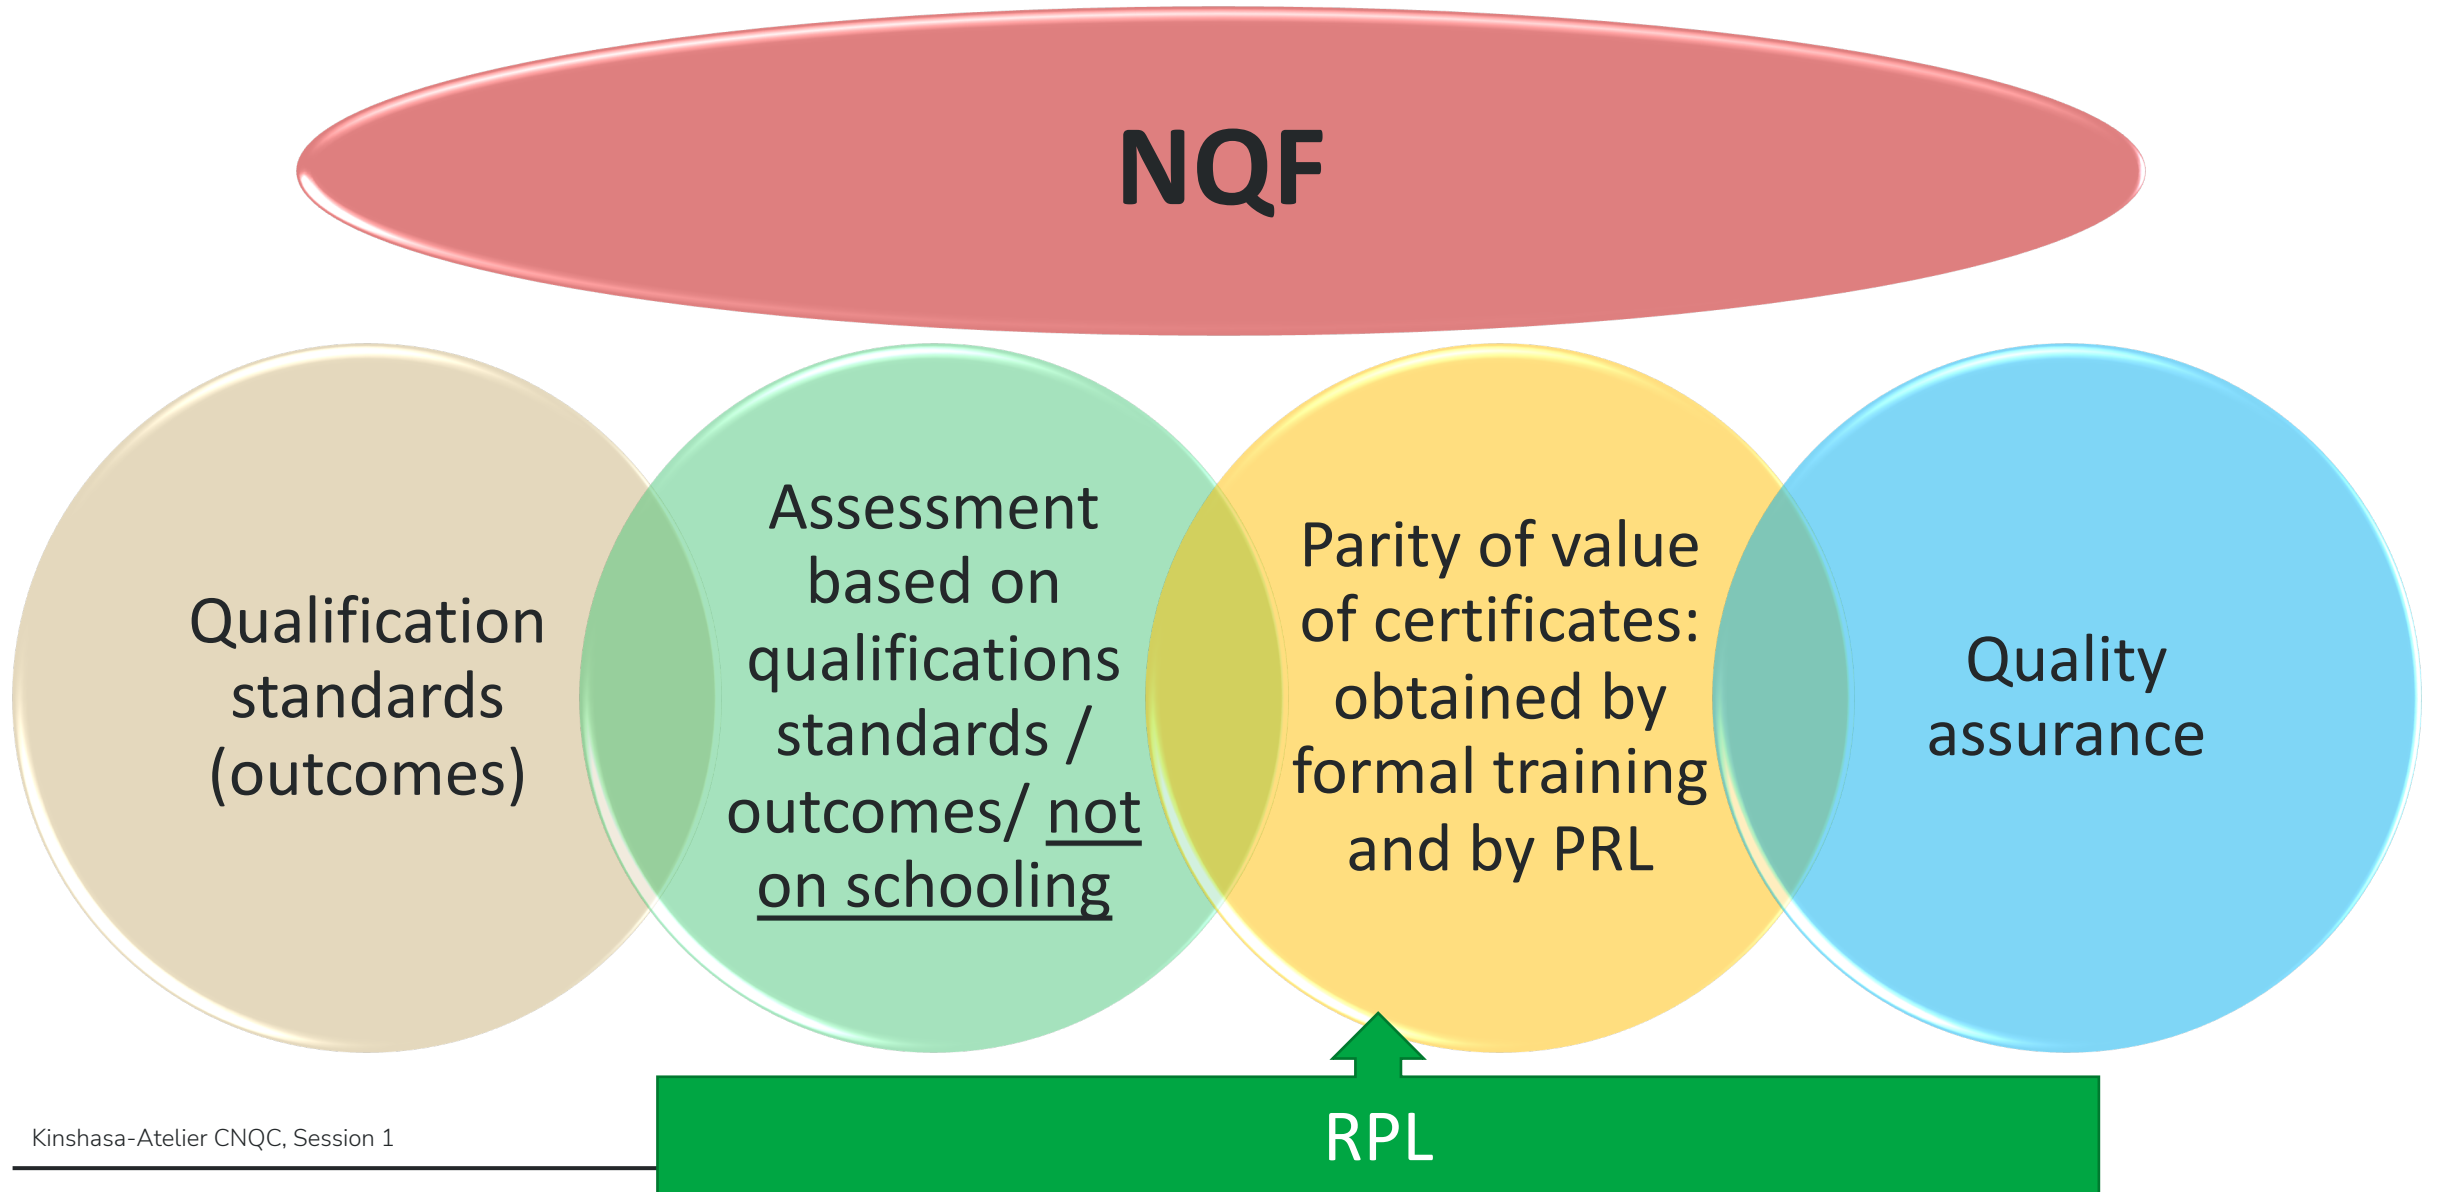 NQF
Qualification
standards
(outcomes)
Assessment
based on
qualifications
standards /
outcomes/ not
on schooling
Parity of value
of certificates:
obtained by
formal training
and by PRL
Quality
assurance
RPL
Kinshasa-Atelier CNQC, Session 1